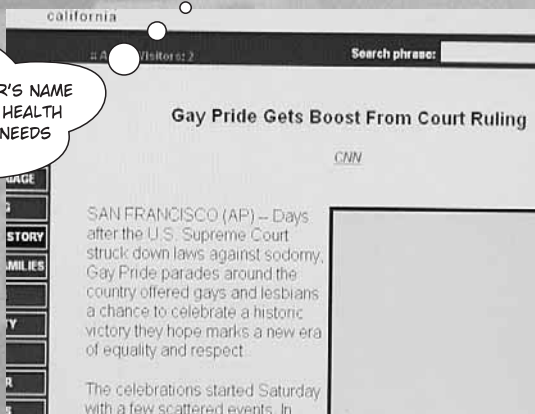 california
Visitors: 2
Search phrase:
R'S NAME
HEALTH
NEEDS
Gay Pride Gets Boost From Court Ruling
CNN
STORY
SAN FRANCISCO (AP) – Days
after the U.S. Supreme Court
struck down laws against sodomy,
Gay Pride parades around the
country offered gays and lesbians
a chance to celebrate a historic
victory they hope marks a new era
of equality and respect.
The celebrations started Saturday
with a few scattered events. In